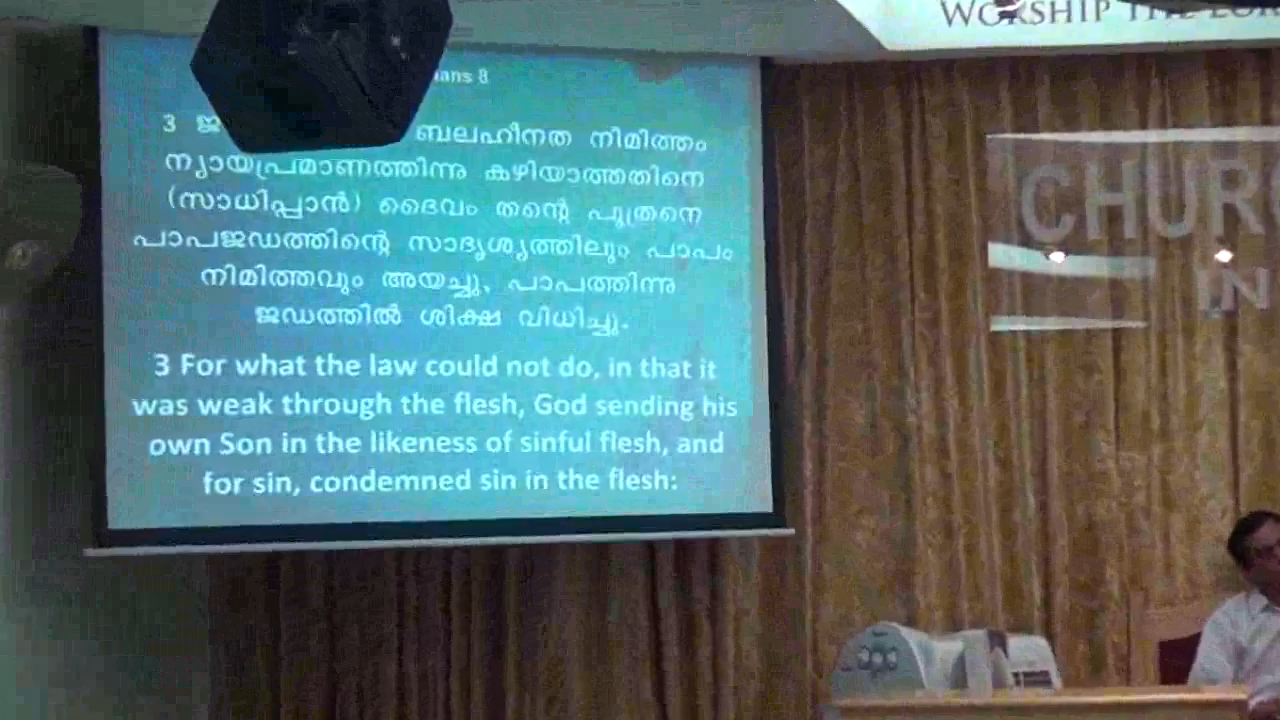 WORSHIP THE
8
3 ബലഹീനത നിമിത്തം
ന്യായപ്രമാണത്തിന്നു കഴിയാത്തതിനെ
(സാധിപ്പാൻ) ദൈവം തന്റെ പുത്രനെ
പാപജഡത്തിന്റെ സാദൃശ്യത്തിലും പാപം
നിമിത്തവും അയച്ചു, പാപത്തിന്നു
ജഡത്തിൽ ശിക്ഷ വിധിച്ചു.
3 For what the law could not do, in that it
was weak through the flesh, God sending his
own Son in the likeness of sinful flesh, and
for sin, condemned sin in the flesh:
CHUR
IN